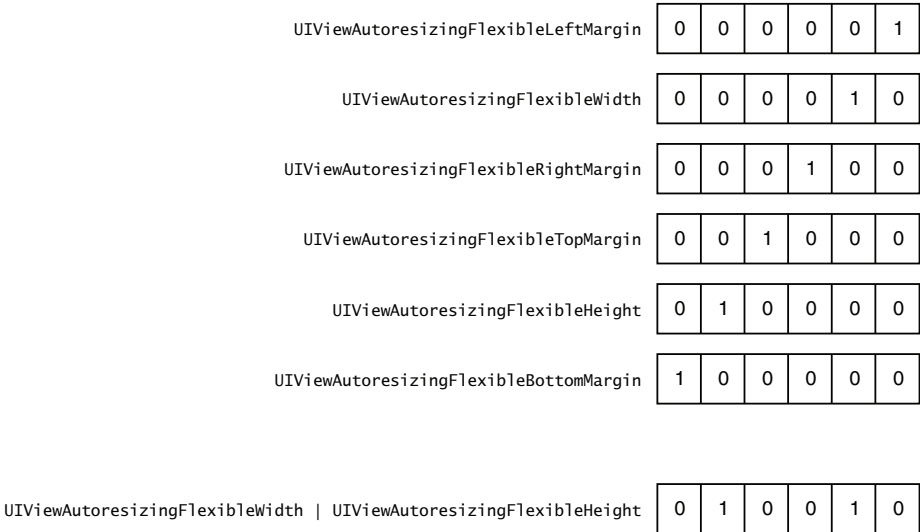 UIViewAutoresizingFlexibleLeftMargin 0 0 0 0 0 1
UIViewAutoresizingFlexibleWidth 0 0 0 0 1 0
UIViewAutoresizingFlexibleRightMargin 0 0 0 1 0 0
UIViewAutoresizingFlexibleTopMargin 0 0 1 0 0 0
UIViewAutoresizingFlexibleHeight 0 1 0 0 0 0
UIViewAutoresizingFlexibleBottomMargin 1 0 0 0 0 0
UIViewAutoresizingFlexibleWidth | UIViewAutoresizingFlexibleHeight 0 1 0 0 1 0